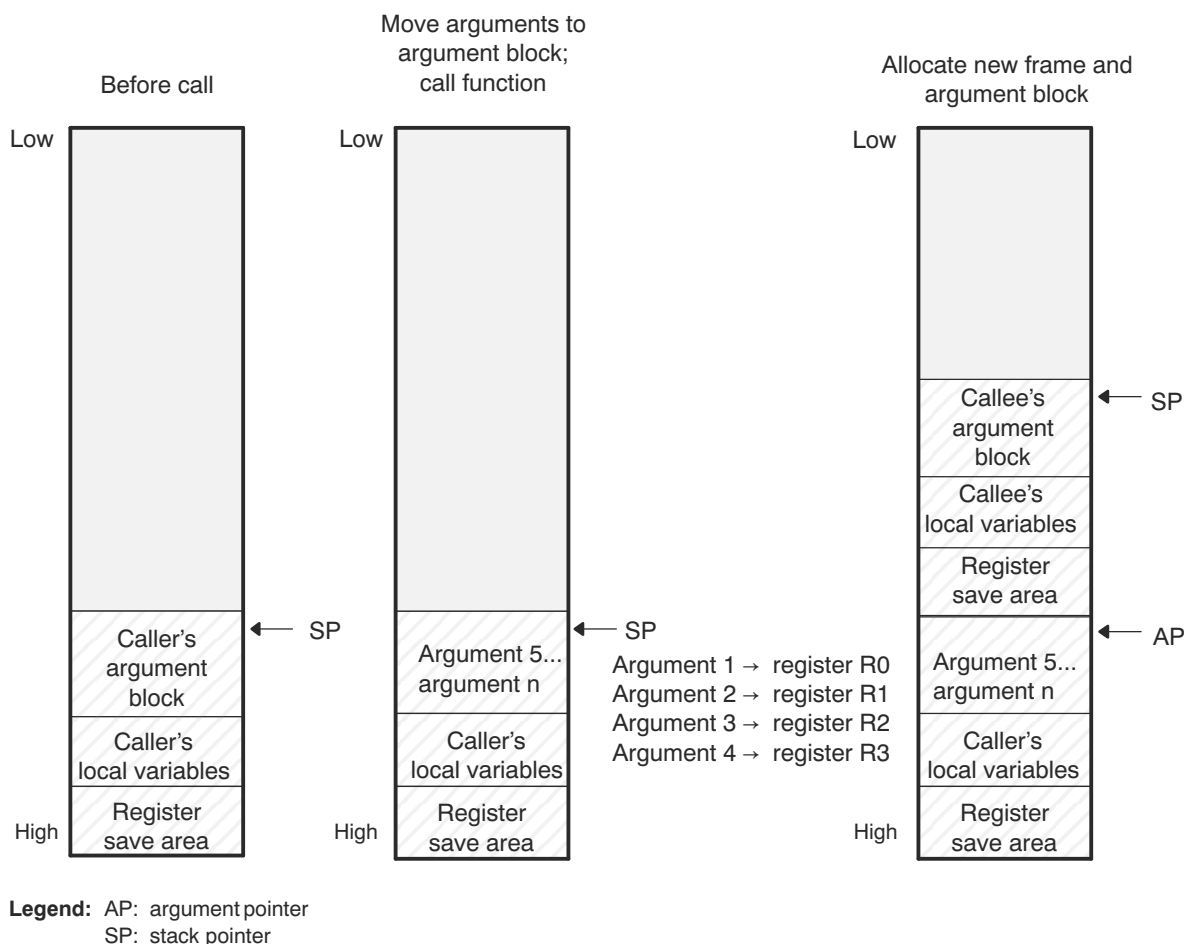 Before call
Low
SP
Caller's
argument
block
Caller's
local variables
Register
save area
High
Move arguments to
argument block;
call function
Low
SP
Argument 5...
argument n
Caller's
local variables
Register
save area
High
Argument 1 → register R0
Argument 2 → register R1
Argument 3 → register R2
Argument 4 → register R3
Allocate new frame and
argument block
Low
Callee's
argument
block
SP
Callee's
local variables
Register
save area
AP
Argument 5...
argument n
Caller's
local variables
Register
save area
High
Legend: AP: argument pointer
SP: stack pointer